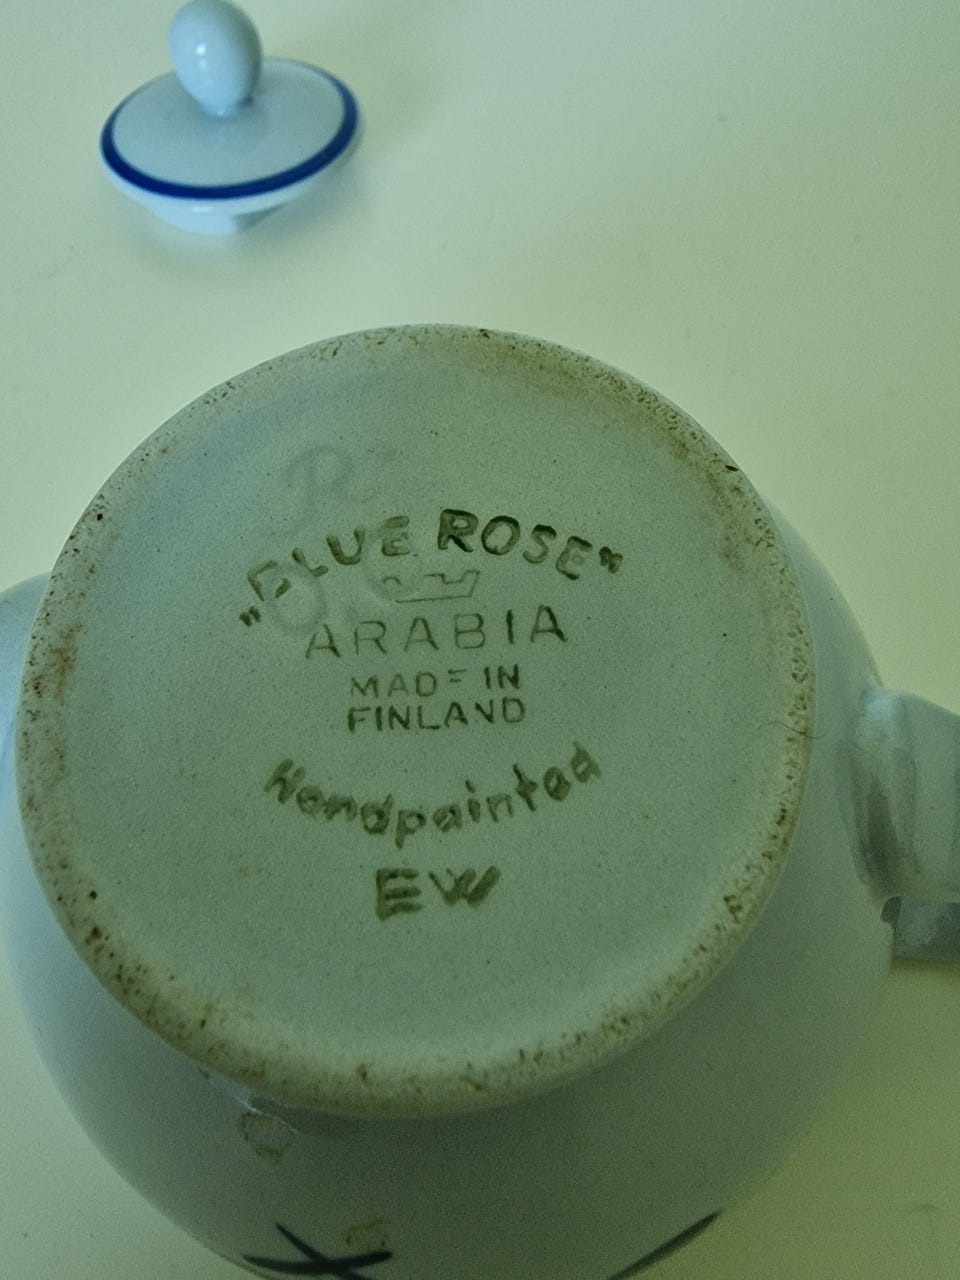 "BLUE ROSE"
ARABIA
MADE IN
FINLAND
Handpainted
EW